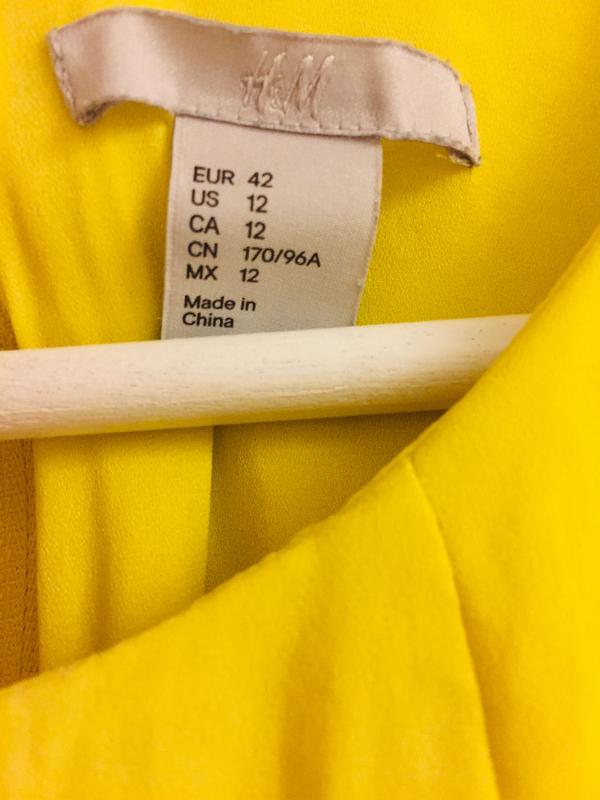 H&M
EUR 42
US 12
CA 12
CN 170/96A
MX 12
Made in
China